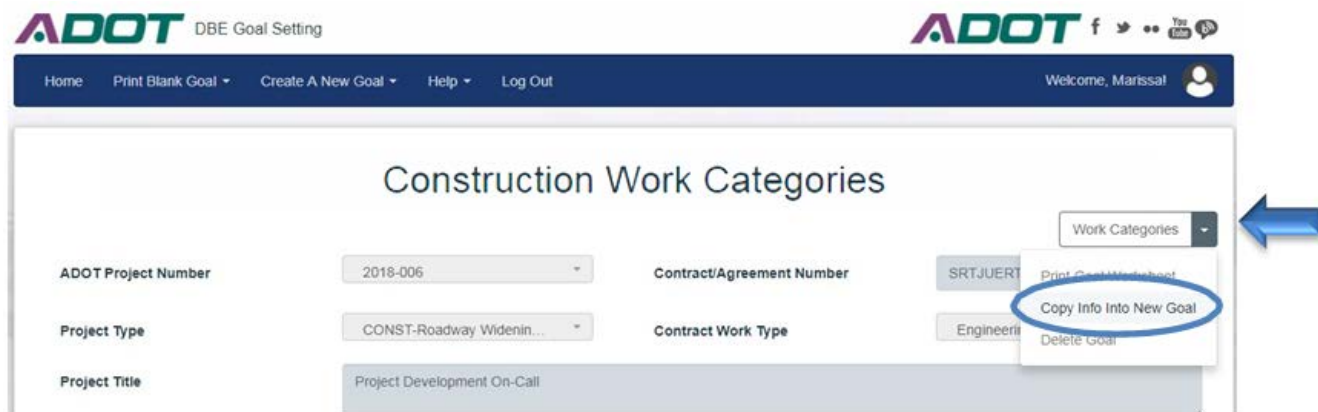 ADOT DBE Goal Setting ADOT You Tube
Home Print Blank Goal Create A New Goal Help Log Out Welcome, Marissa!
Construction Work Categories
Work Categories
ADOT Project Number 2018-006 Contract/Agreement Number SRTJUERT
Print Goal Worksheet
Copy Info Into New Goal
Project Type CONST-Roadway Widenin... Contract Work Type
Delete Goal
Project Title Project Development On-Call